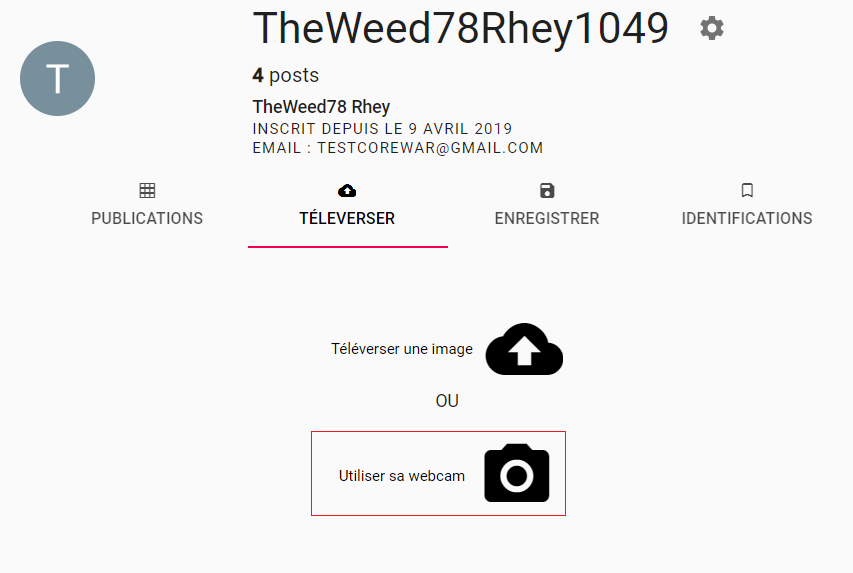 TheWeed78Rhey1049
T
4 posts
TheWeed78 Rhey
INSCRIT DEPUIS LE 9 AVRIL 2019
EMAIL : TESTCOREWAR@GMAIL.COM
PUBLICATIONS
TÉLEVERSER
ENREGISTRER
IDENTIFICATIONS
Téléverser une image
OU
Utiliser sa webcam